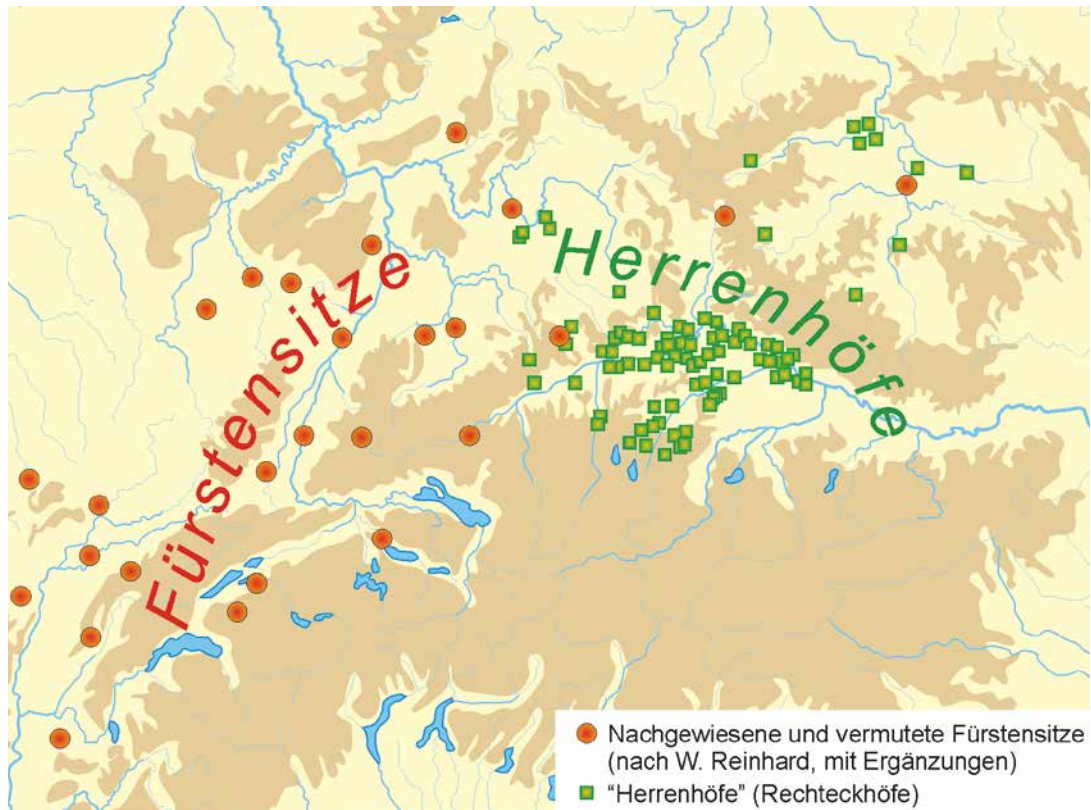 Fürstensitze
Herrenhöfe
Nachgewiesene und vermutete Fürstensitze
(nach W. Reinhard, mit Ergänzungen)
"Herrenhöfe" (Rechteckhöfe)